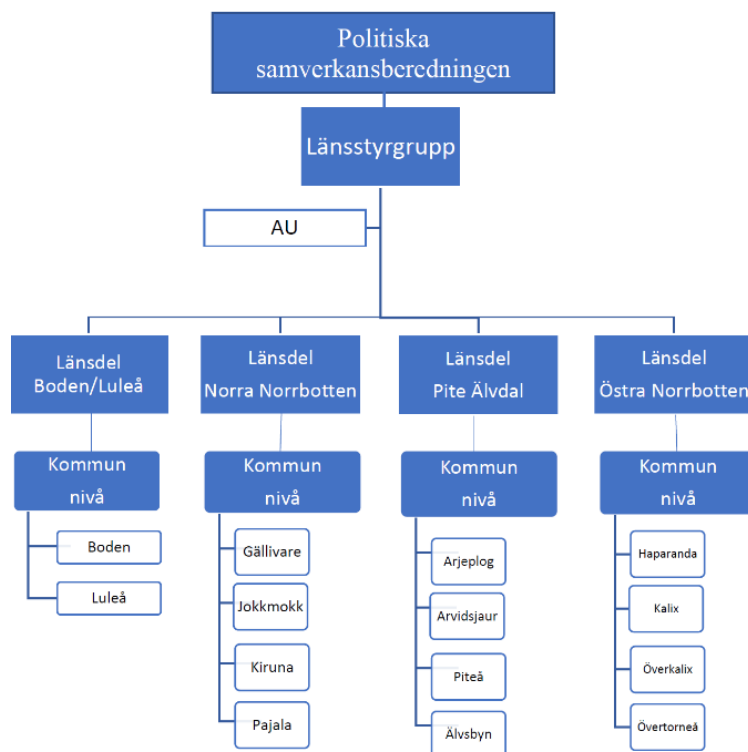 Politiska
samverkansberedningen
Länsstyrgrupp
AU
Länsdel
Boden/Luleå
Kommun
nivå
Boden
Luleå
Länsdel
Norra Norrbotten
Kommun
nivå
Gällivare
Jokkmokk
Kiruna
Pajala
Länsdel
Pite Älvdal
Kommun
nivå
Arjeplog
Arvidsjaur
Piteå
Älvsbyn
Länsdel
Östra Norrbotten
Kommun
nivå
Haparanda
Kalix
Överkalix
Övertorneå